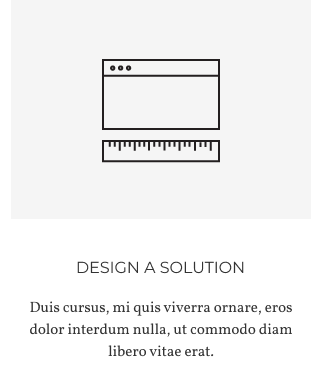 DESIGN A SOLUTION
Duis cursus, mi quis viverra ornare, eros
dolor interdum nulla, ut commodo diam
libero vitae erat.